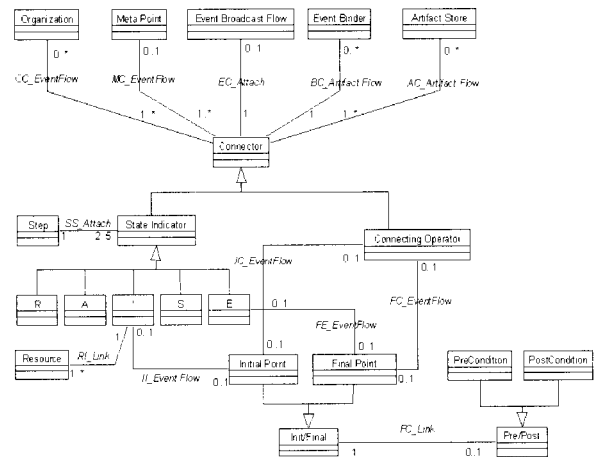 Organization Meta Point Event Broadcast Flow Event Binder Artifact Store
0..* 0..1 0..1 0..* 0..*
CC_EventFlow MC_EventFlow EC_Attach BC_Artifact Flow AC_Artifact Flow
1..* 1..* 1 1 1..*
Connector
Step SS_Attach State Indicator
1 2..5
Connecting Operator
IC_EventFlow 0..1 0..1
R A I S E
0..1 0..1 FC_EventFlow
FE_EventFlow
Resource RI_Link 1
1..* II_Event Flow 0..1 0..1 0..1 0..1
Initial Point Final Point PreCondition PostCondition
Init/Final PC_Link Pre/Post
1 0..1